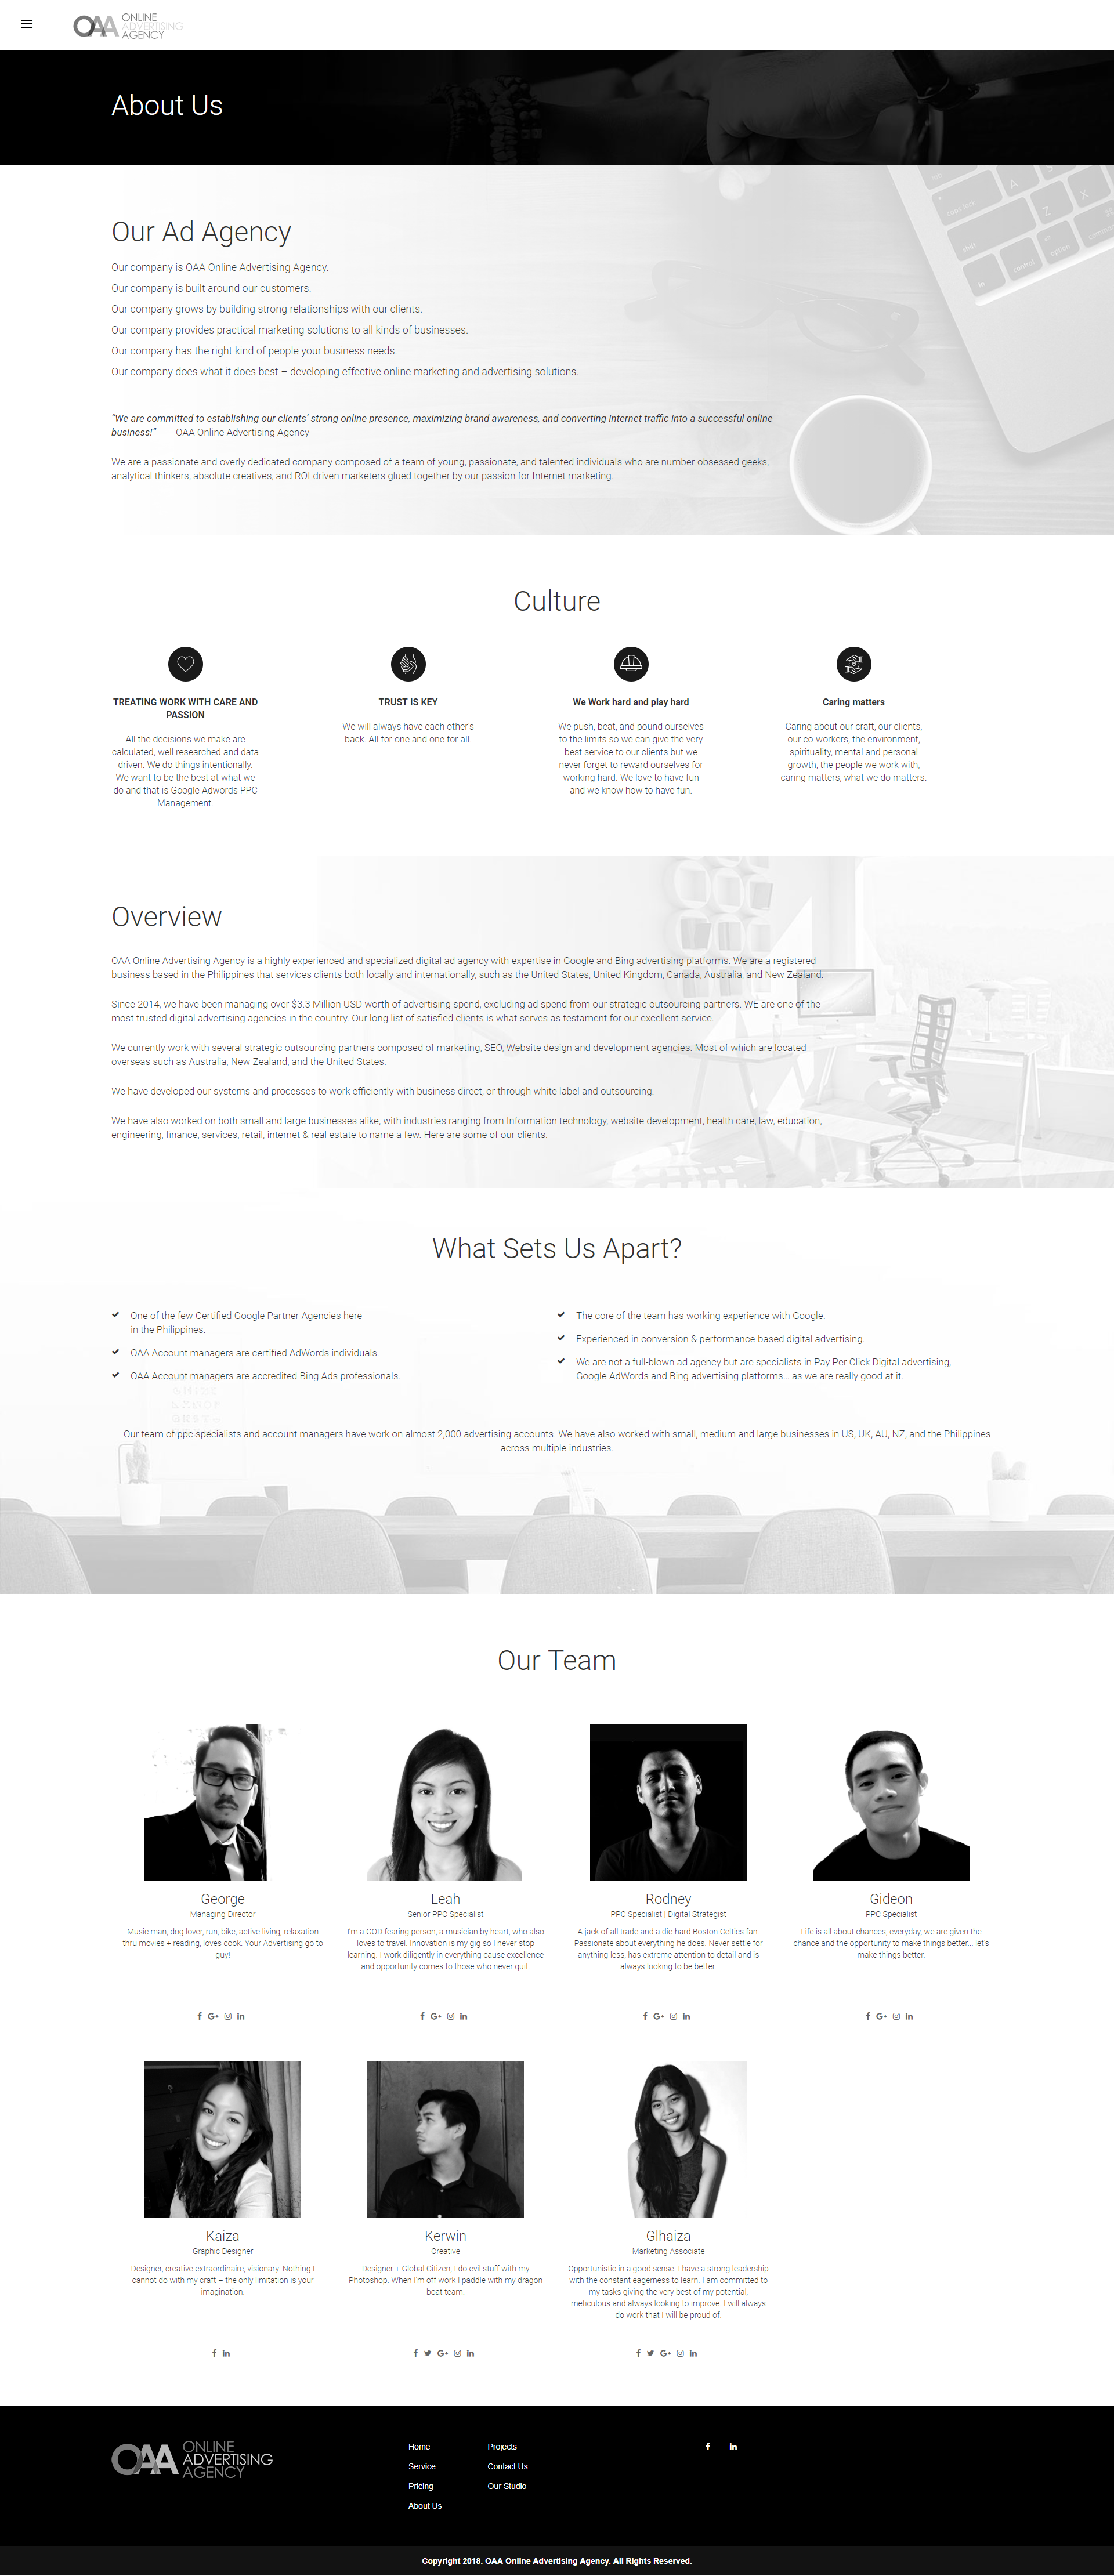 OAA ONLINE
ADVERTISING
AGENCY
About Us
Our Ad Agency
Our company is OAA Online Advertising Agency.
Our company is built around our customers.
Our company grows by building strong relationships with our clients.
Our company provides practical marketing solutions to all kinds of businesses.
Our company has the right kind of people your business needs.
Our company does what it does best – developing effective online marketing and advertising solutions.
“We are committed to establishing our clients’ strong online presence, maximizing brand awareness, and converting internet traffic into a successful online
business!” – OAA Online Advertising Agency
We are a passionate and overly dedicated company composed of a team of young, passionate, and talented individuals who are number-obsessed geeks,
analytical thinkers, absolute creatives, and ROI-driven marketers glued together by our passion for Internet marketing.
Culture
TREATING WORK WITH CARE AND
PASSION
All the decisions we make are
calculated, well researched and data
driven. We do things intentionally.
We want to be the best at what we
do and that is Google Adwords PPC
Management.
TRUST IS KEY
We will always have each other's
back. All for one and one for all.
We Work hard and play hard
We push, beat, and pound ourselves
to the limits so we can give the very
best service to our clients but we
never forget to reward ourselves for
working hard. We love to have fun
and we know how to have fun.
Caring matters
Caring about our craft, our clients,
our co-workers, the environment,
spirituality, mental and personal
growth, the people we work with,
caring matters, what we do matters.
Overview
OAA Online Advertising Agency is a highly experienced and specialized digital ad agency with expertise in Google and Bing advertising platforms. We are a registered
business based in the Philippines that services clients both locally and internationally, such as the United States, United Kingdom, Canada, Australia, and New Zealand.
Since 2014, we have been managing over $3.3 Million USD worth of advertising spend, excluding ad spend from our strategic outsourcing partners. WE are one of the
most trusted digital advertising agencies in the country. Our long list of satisfied clients is what serves as testament for our excellent service.
We currently work with several strategic outsourcing partners composed of marketing, SEO, Website design and development agencies. Most of which are located
overseas such as Australia, New Zealand, and the United States.
We have developed our systems and processes to work efficiently with business direct, or through white label and outsourcing.
We have also worked on both small and large businesses alike, with industries ranging from Information technology, website development, health care, law, education,
engineering, finance, services, retail, internet & real estate to name a few. Here are some of our clients.
What Sets Us Apart?
One of the few Certified Google Partner Agencies here
in the Philippines.
OAA Account managers are certified AdWords individuals.
OAA Account managers are accredited Bing Ads professionals.
The core of the team has working experience with Google.
Experienced in conversion & performance-based digital advertising.
We are not a full-blown ad agency but are specialists in Pay Per Click Digital advertising,
Google AdWords and Bing advertising platforms... as we are really good at it.
Our team of ppc specialists and account managers have work on almost 2,000 advertising accounts. We have also worked with small, medium and large businesses in US, UK, AU, NZ, and the Philippines
across multiple industries.
Our Team
George
Managing Director
Music man, dog lover, run, bike, active living, relaxation
thru movies + reading, loves cook. Your Advertising go to
guy!
Leah
Senior PPC Specialist
I'm a GOD fearing person, a musician by heart, who also
loves to travel. Innovation is my gig so I never stop
learning. I work diligently in everything cause excellence
and opportunity comes to those who never quit.
Rodney
PPC Specialist | Digital Strategist
A jack of all trade and a die-hard Boston Celtics fan.
Passionate about everything he does. Never settle for
anything less, has extreme attention to detail and is
always looking to be better.
Gideon
PPC Specialist
Life is all about chances, everyday, we are given the
chance and the opportunity to make things better... let's
make things better.
Kaiza
Graphic Designer
Designer, creative extraordinaire, visionary. Nothing I
cannot do with my craft – the only limitation is your
imagination.
Kerwin
Creative
Designer + Global Citizen, I do evil stuff with my
Photoshop. When I'm off work I paddle with my dragon
boat team.
Glhaiza
Marketing Associate
Opportunistic in a good sense. I have a strong leadership
with the constant eagerness to learn. I am committed to
my tasks giving the very best of my potential,
meticulous and always looking to improve. I will always
do work that I will be proud of.
OAA ONLINE
ADVERTISING
AGENCY
Home
Service
Pricing
About Us
Projects
Contact Us
Our Studio
Copyright 2018. OAA Online Advertising Agency. All Rights Reserved.